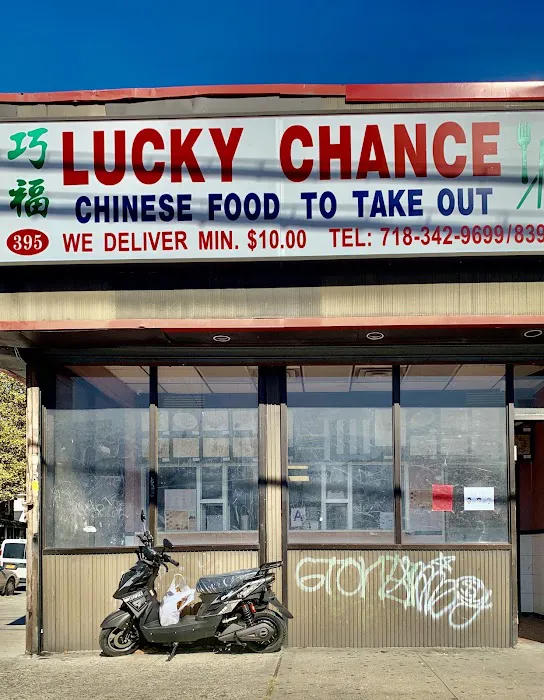 巧福
LUCKY CHANCE
CHINESE FOOD TO TAKE OUT
395
WE DELIVER MIN. $10.00 TEL: 718-342-9699/839
A